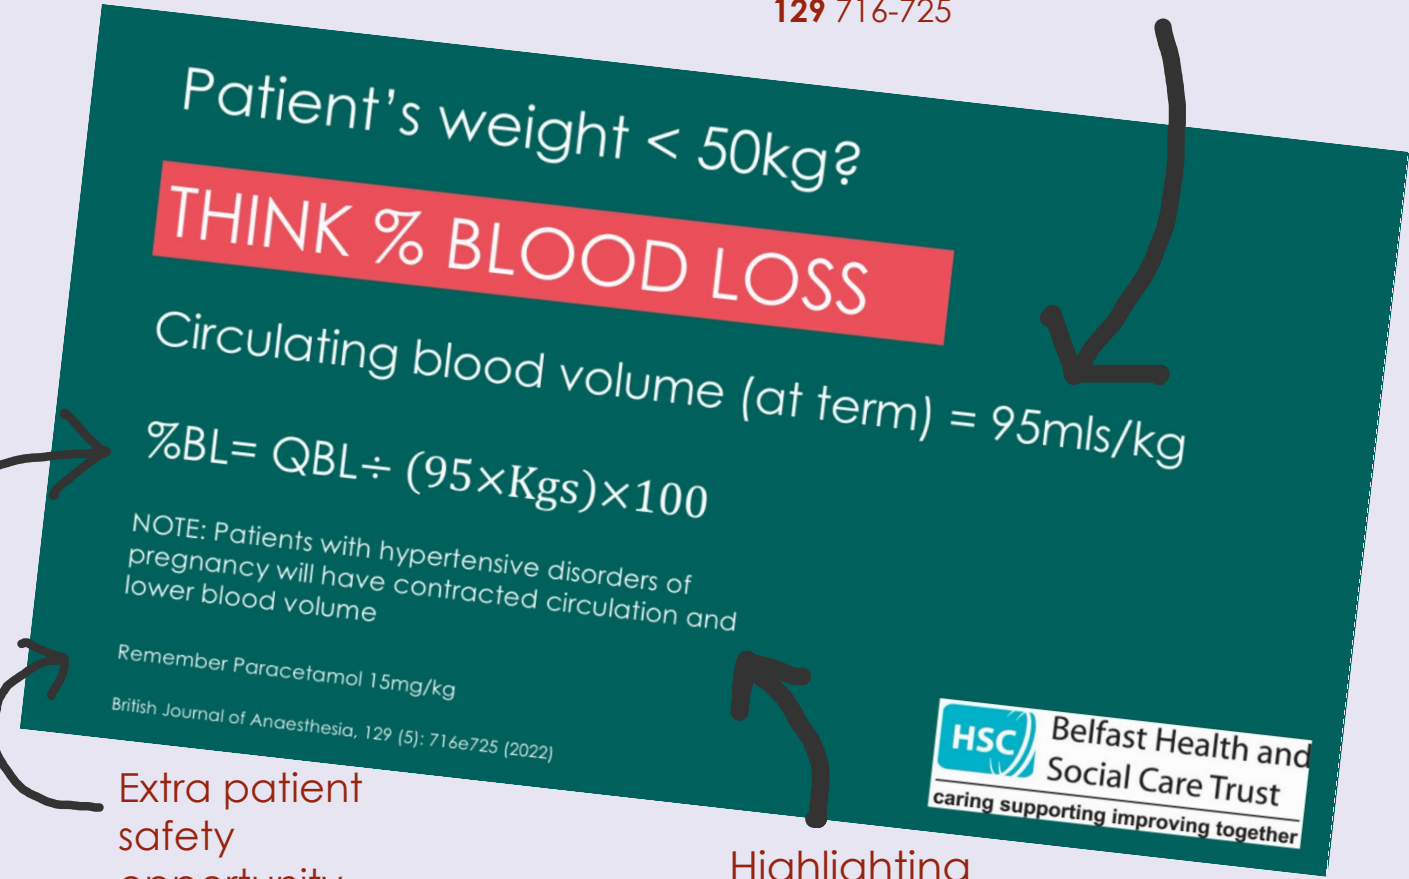 129 716-725
Patient’s weight < 50kg?
THINK % BLOOD LOSS
Circulating blood volume (at term) = 95mls/kg
%BL= QBL÷ (95×Kgs)×100
NOTE: Patients with hypertensive disorders of
pregnancy will have contracted circulation and
lower blood volume
Remember Paracetamol 15mg/kg
British Journal of Anaesthesia, 129 (5): 716e725 (2022)
HSC
Belfast Health and
Social Care Trust
caring supporting improving together
Extra patient
safety
opportunity
Highlighting